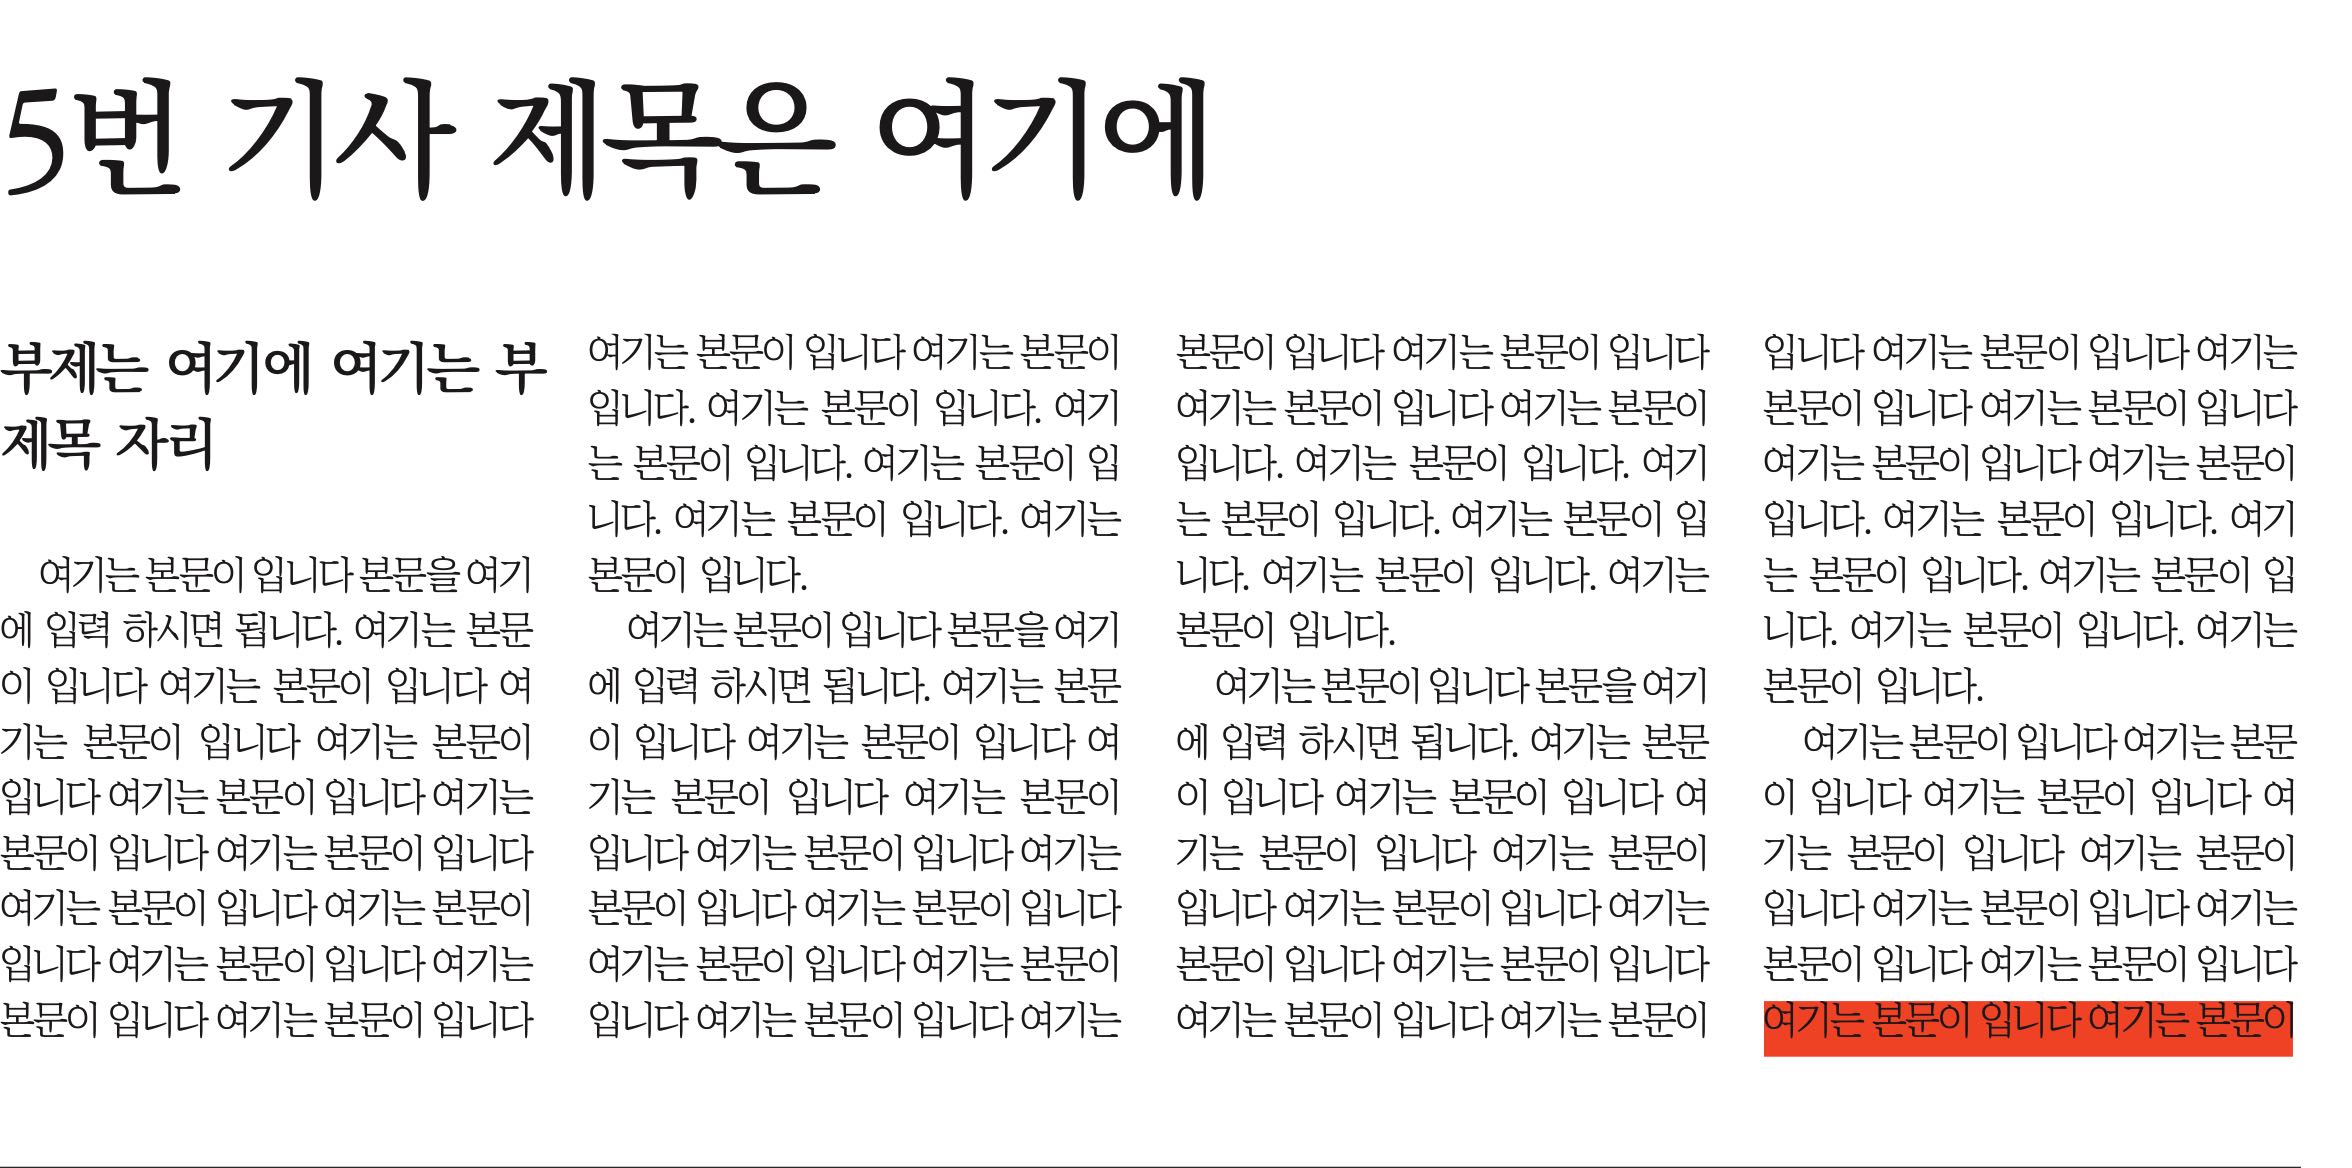 5번 기사 제목은 여기에
부제는 여기에 여기는 부
제목 자리
여기는 본문이 입니다 본문을 여기
에 입력 하시면 됩니다. 여기는 본문
이 입니다 여기는 본문이 입니다 여
기는 본문이 입니다 여기는 본문이
입니다 여기는 본문이 입니다 여기는
본문이 입니다 여기는 본문이 입니다
여기는 본문이 입니다 여기는 본문이
입니다 여기는 본문이 입니다 여기는
본문이 입니다 여기는 본문이 입니다
여기는 본문이 입니다 여기는 본문이
입니다. 여기는 본문이 입니다. 여기
는 본문이 입니다. 여기는 본문이 입
니다. 여기는 본문이 입니다. 여기는
본문이 입니다.
여기는 본문이 입니다 본문을 여기
에 입력 하시면 됩니다. 여기는 본문
이 입니다 여기는 본문이 입니다 여
기는 본문이 입니다 여기는 본문이
입니다 여기는 본문이 입니다 여기는
본문이 입니다 여기는 본문이 입니다
여기는 본문이 입니다 여기는 본문이
입니다 여기는 본문이 입니다 여기는
본문이 입니다 여기는 본문이 입니다
여기는 본문이 입니다 여기는 본문이
입니다. 여기는 본문이 입니다. 여기
는 본문이 입니다. 여기는 본문이 입
니다. 여기는 본문이 입니다. 여기는
본문이 입니다.
여기는 본문이 입니다 본문을 여기
에 입력 하시면 됩니다. 여기는 본문
이 입니다 여기는 본문이 입니다 여
기는 본문이 입니다 여기는 본문이
입니다 여기는 본문이 입니다 여기는
본문이 입니다 여기는 본문이 입니다
여기는 본문이 입니다 여기는 본문이
입니다 여기는 본문이 입니다 여기는
본문이 입니다 여기는 본문이 입니다
여기는 본문이 입니다 여기는 본문이
입니다. 여기는 본문이 입니다. 여기
는 본문이 입니다. 여기는 본문이 입
니다. 여기는 본문이 입니다. 여기는
본문이 입니다.
여기는 본문이 입니다 여기는 본문
이 입니다 여기는 본문이 입니다 여
기는 본문이 입니다 여기는 본문이
입니다 여기는 본문이 입니다 여기는
본문이 입니다 여기는 본문이 입니다
여기는 본문이 입니다 여기는 본문이